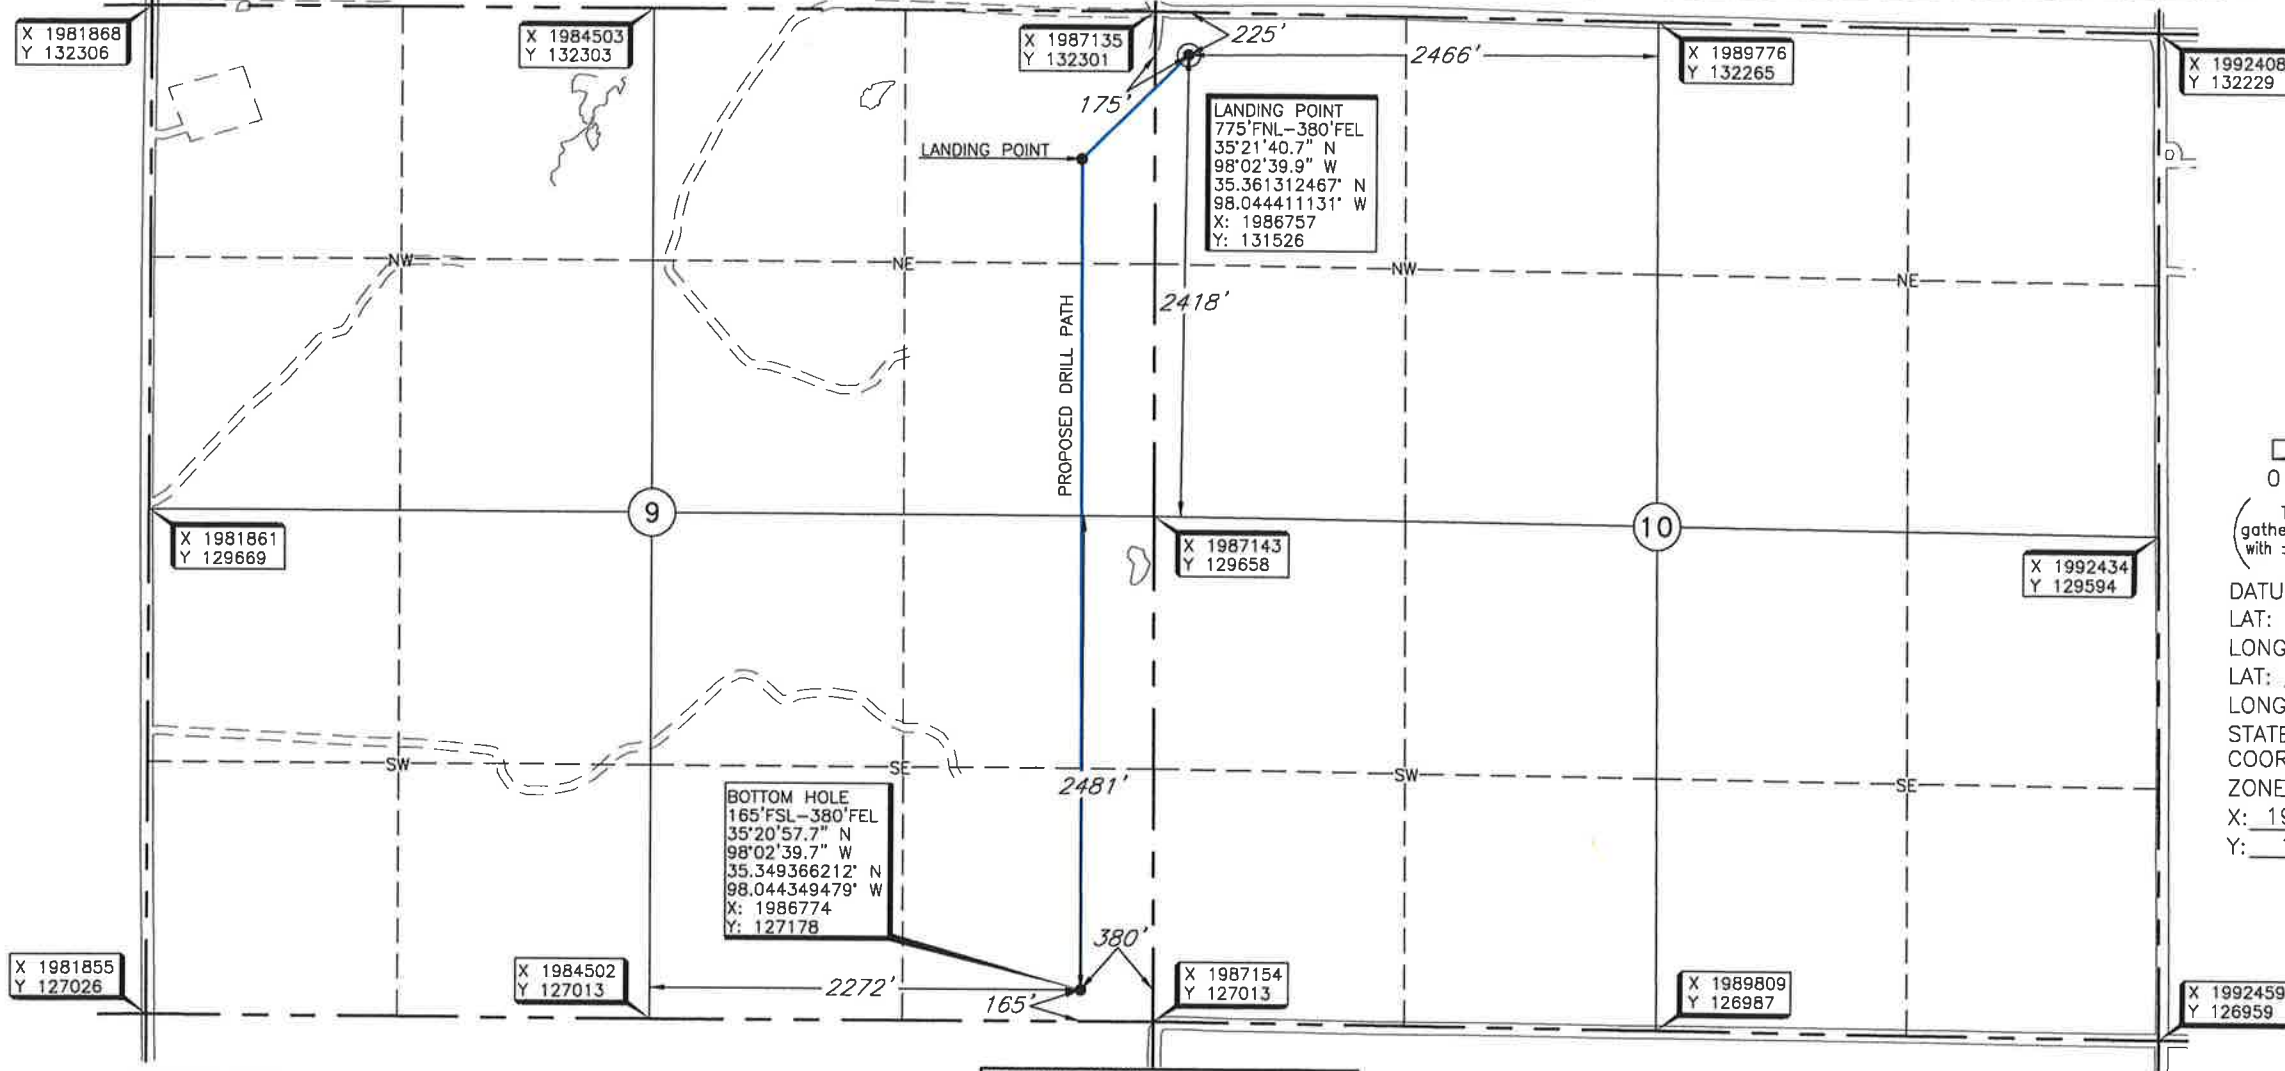 X 1981868
Y 132306
X 1984503
Y 132303
X 1987135
Y 132301
225'
2466'
175'
X 1989776
Y 132265
X 1992408
Y 132229
LANDING POINT
LANDING POINT
775'FNL-380'FEL
35°21'40.7" N
98°02'39.9" W
35.361312467° N
98.044411131° W
X: 1986757
Y: 131526
NW
NE
NW
NE
2418'
PROPOSED DRILL PATH
9
10
X 1981861
Y 129669
X 1987143
Y 129658
X 1992434
Y 129594
0
gathe
with
DATU
LAT:
LONG
LAT:
LONG
STATE
COOR
ZONE
X: 19
Y:
SW
SE
SW
SE
2481'
BOTTOM HOLE
165'FSL-380'FEL
35°20'57.7" N
98°02'39.7" W
35.349366212° N
98.044349479° W
X: 1986774
Y: 127178
380'
2272'
165'
X 1981855
Y 127026
X 1984502
Y 127013
X 1987154
Y 127013
X 1989809
Y 126987
X 1992459
Y 126959